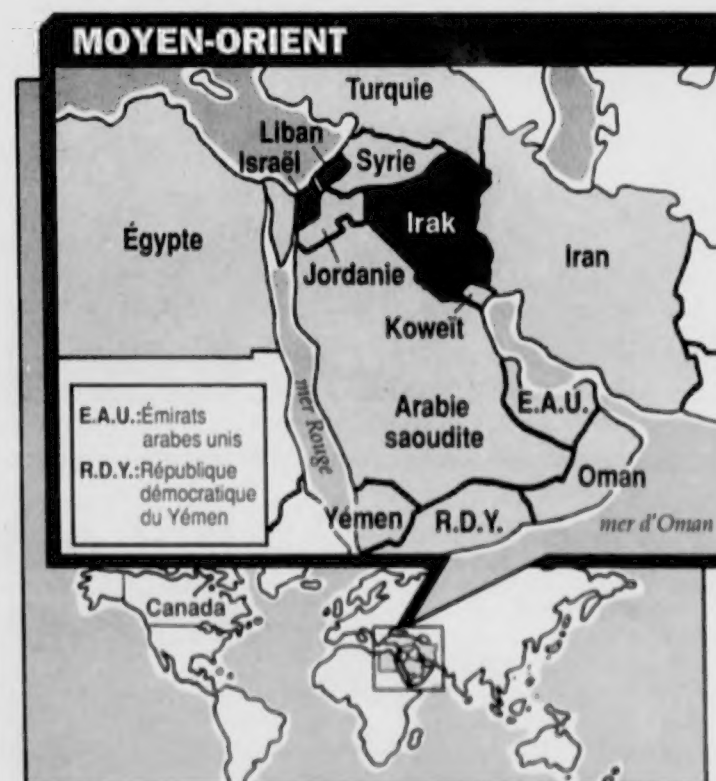 MOYEN-ORIENT
Turquie
Liban
Israël
Syrie
Irak
Égypte
Iran
Jordanie
Koweït
E.A.U.:Émirats
arabes unis
R.D.Y.:République
démocratique
du Yémen
mer Rouge
Arabie
saoudite
E.A.U.
Oman
Yémen
R.D.Y.
mer d'Oman
Canada